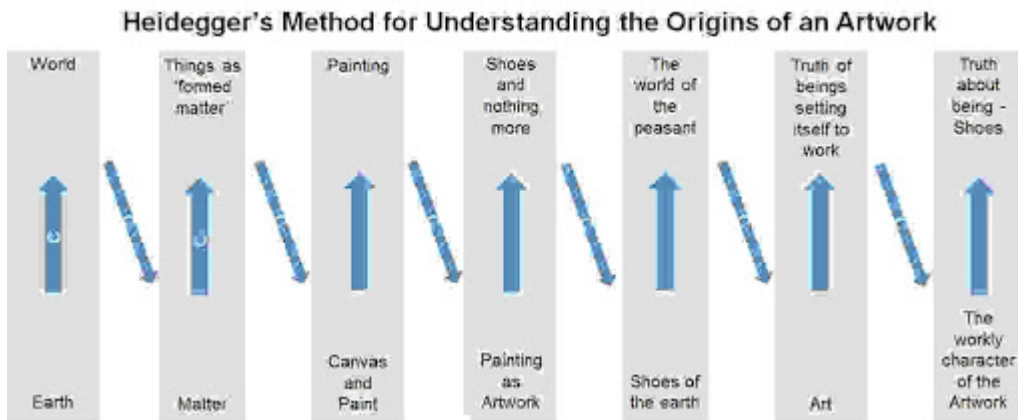 Heidegger's Method for Understanding the Origins of an Artwork
World
Things as
"formed
matter"
Painting
Shoes
and
nothing
more
The
world
of the
peasant
Truth of
beings
setting
itself to
work
Truth
about
being -
Shoes
Earth
Matter
Canvas
and
Paint
Painting
as
Artwork
Shoes of
the earth
Art
The
workly
character
of the
Artwork